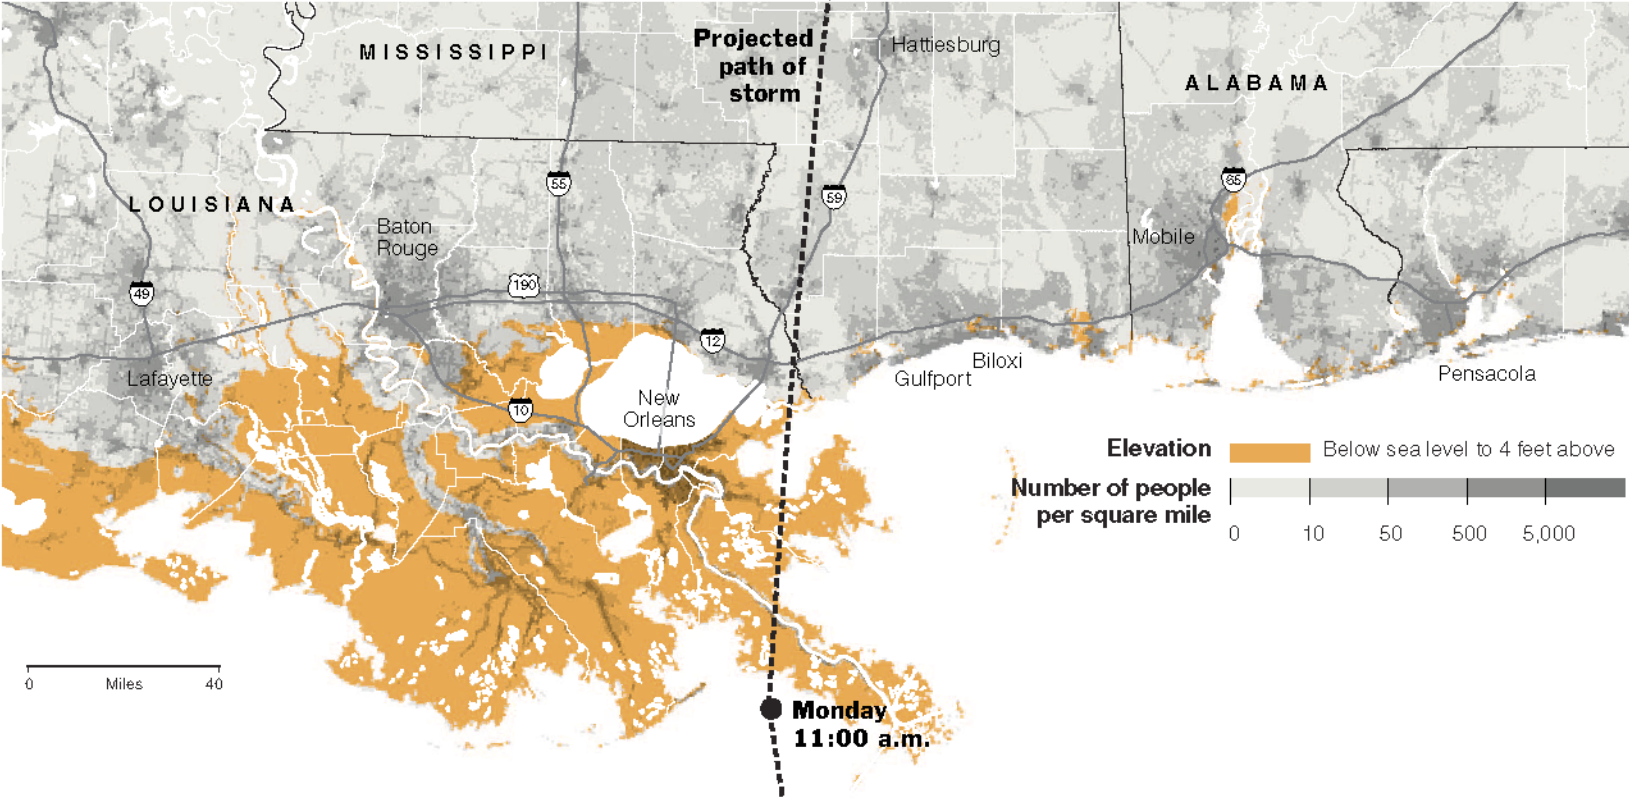 Projected
path of
storm
MISSISSIPPI
Hattiesburg
ALABAMA
LOUISIANA
55
59
65
Baton
Rouge
Mobile
49
190
12
Lafayette
New
Orleans
10
Biloxi
Gulfport
Pensacola
Elevation
Below sea level to 4 feet above
Number of people
per square mile
0 10 50 500 5,000
0 Miles 40
Monday
11:00 a.m.